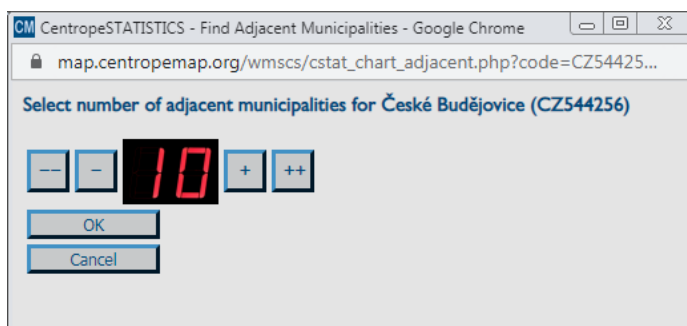 CM CentropeSTATISTICS - Find Adjacent Municipalities - Google Chrome
map.centropemap.org/wmscs/cstat_chart_adjacent.php?code=CZ54425...
Select number of adjacent municipalities for České Budějovice (CZ544256)
-- - 10 + ++
OK
Cancel